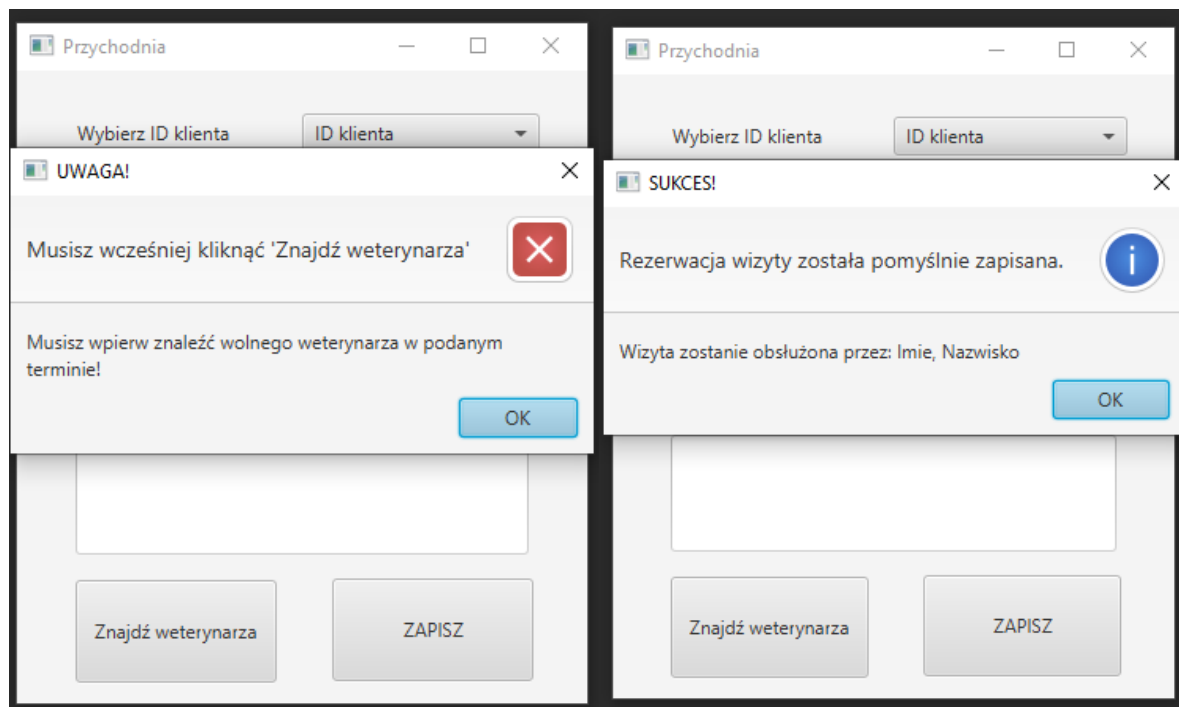 Przychodnia
Wybierz ID klienta
ID klienta
UWAGA!
Musisz wcześniej kliknąć 'Znajdź weterynarza'
Musisz wpierw znaleźć wolnego weterynarza w podanym
terminie!
OK
Znajdź weterynarza
ZAPISZ
Przychodnia
Wybierz ID klienta
ID klienta
SUKCES!
Rezerwacja wizyty została pomyślnie zapisana.
Wizyta zostanie obsłużona przez: Imie, Nazwisko
OK
Znajdź weterynarza
ZAPISZ